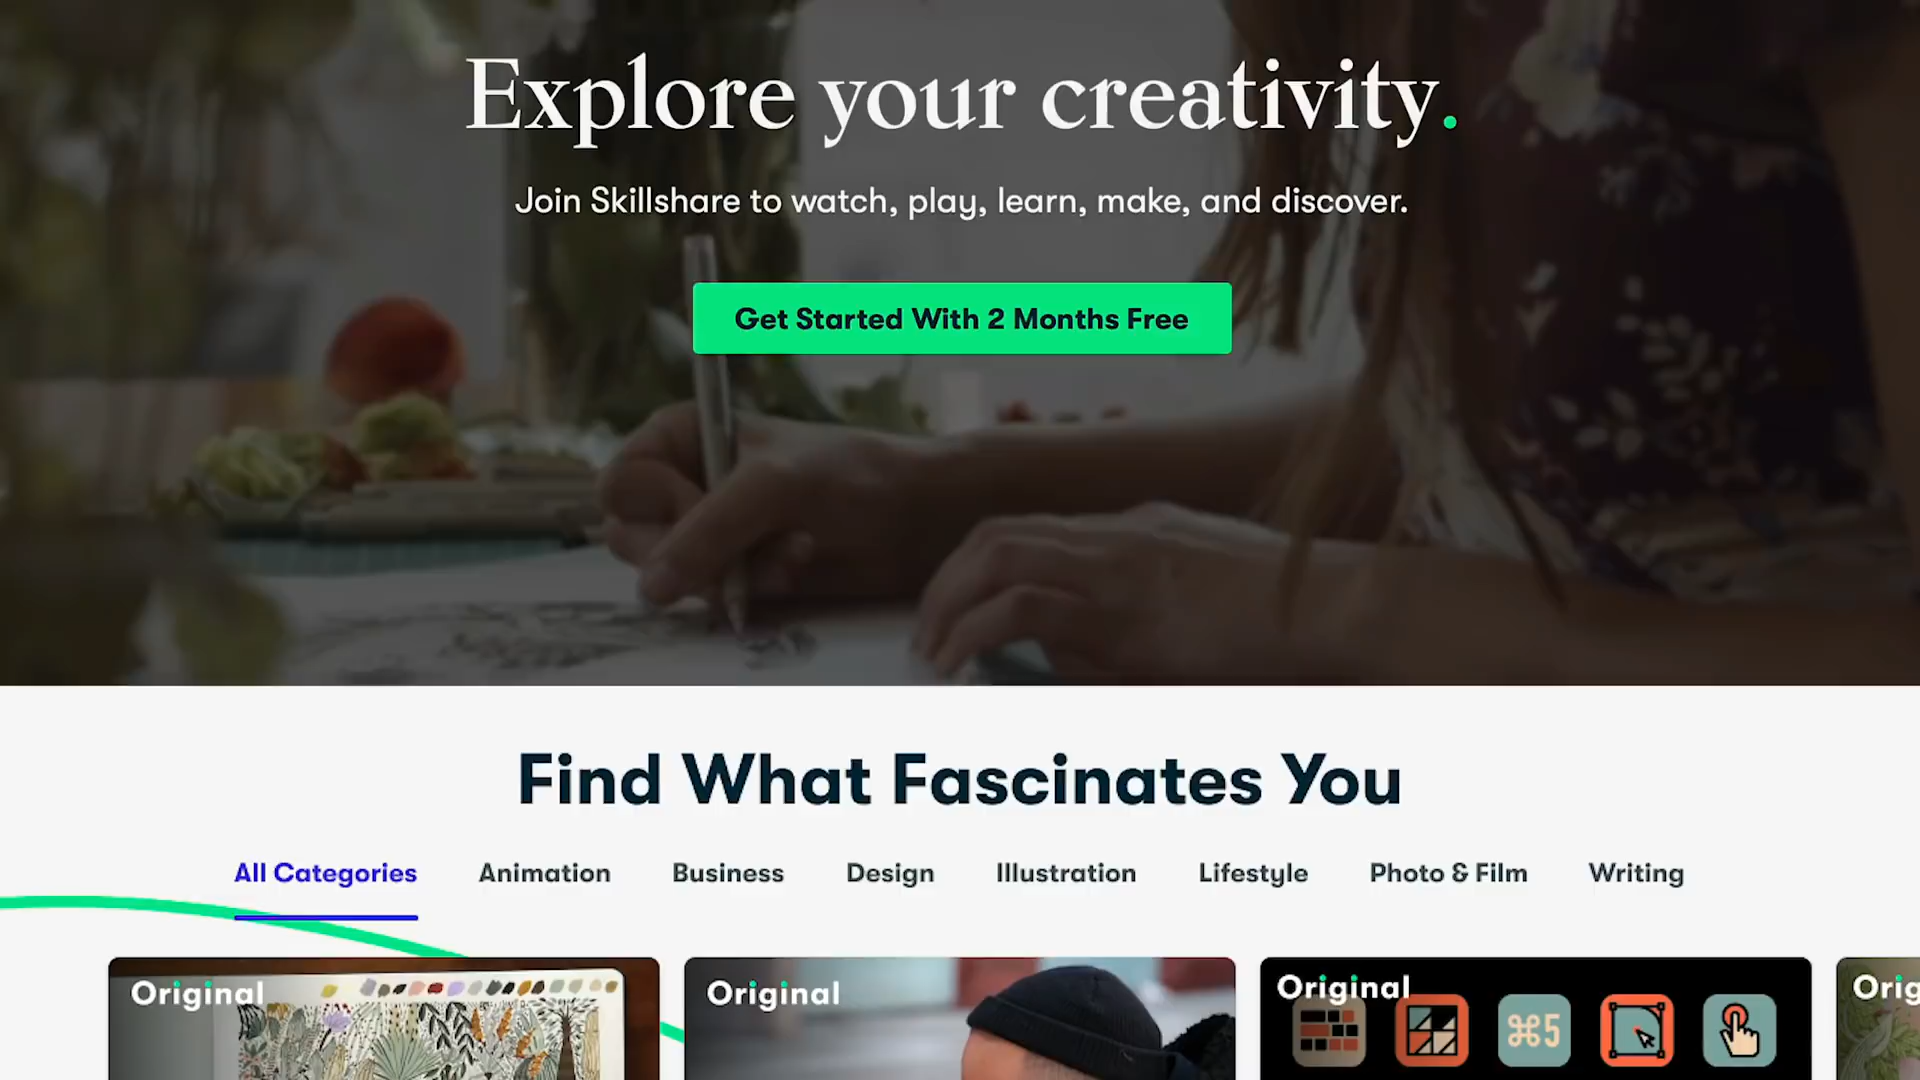 Explore your creativity.
Join Skillshare to watch, play, learn, make, and discover.
Get Started With 2 Months Free
Find What Fascinates You
All Categories Animation Business Design Illustration Lifestyle Photo & Film Writing
Original Original Original Orig
⌘5